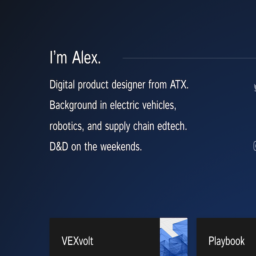 I'm Alex.
Digital product designer from ATX.
Background in electric vehicles,
robotics, and supply chain edtech.
D&D on the weekends.
VEXvolt
Playbook